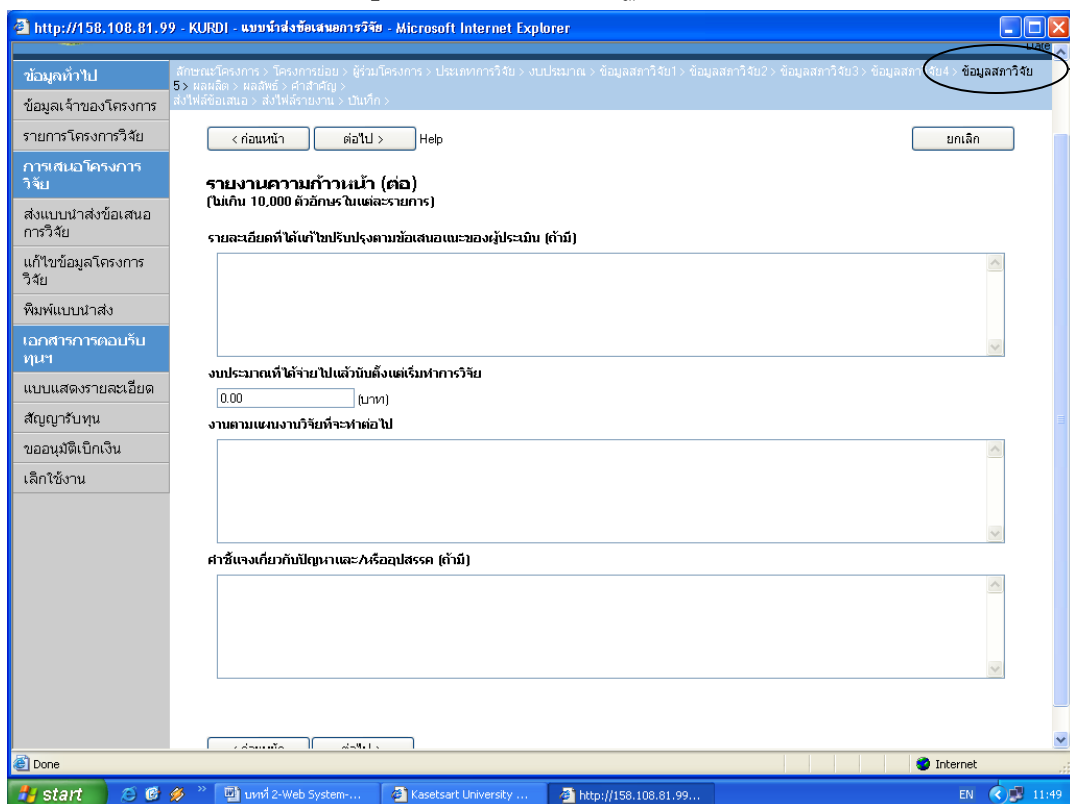 http://158.108.81.99 - KURDI - แบบนำส่งข้อเสนอการวิจัย - Microsoft Internet Explorer
ลักษณะโครงการ > โครงการย่อย > ผู้ร่วมโครงการ > ประเภทการวิจัย > งบประมาณ > ข้อมูลสภาวิจัย1 > ข้อมูลสภาวิจัย2 > ข้อมูลสภาวิจัย3 > ข้อมูลสภาวิจัย4 > ข้อมูลสภาวิจัย
5 > ผลผลิต > ผลลัพธ์ > คำสำคัญ >
ส่งไฟล์ข้อเสนอ > ส่งไฟล์รายงาน > บันทึก >
ข้อมูลทั่วไป
ข้อมูลเจ้าของโครงการ
รายการโครงการวิจัย
การเสนอโครงการ
วิจัย
ส่งแบบนำส่งข้อเสนอ
การวิจัย
แก้ไขข้อมูลโครงการ
วิจัย
พิมพ์แบบนำส่ง
เอกสารการตอบรับ
ทุนฯ
แบบแสดงรายละเอียด
สัญญารับทุน
ขออนุมัติเบิกเงิน
เลิกใช้งาน
< ก่อนหน้า ต่อไป > Help ยกเลิก
รายงานความก้าวหน้า (ต่อ)
(ไม่เกิน 10,000 ตัวอักษรในแต่ละรายการ)
รายละเอียดที่ได้แก้ไขปรับปรุงตามข้อเสนอแนะของผู้ประเมิน (ถ้ามี)
งบประมาณที่ได้จ่ายไปแล้วนับตั้งแต่เริ่มทำการวิจัย
0.00 (บาท)
งานตามแผนงานวิจัยที่จะทำต่อไป
คำชี้แจงเกี่ยวกับปัญหาและ/หรืออุปสรรค (ถ้ามี)
< ก่อนหน้า ต่อไป >
Done Internet
start บทที่ 2-Web System-... Kasetsart University ... http://158.108.81.99... EN 11:49